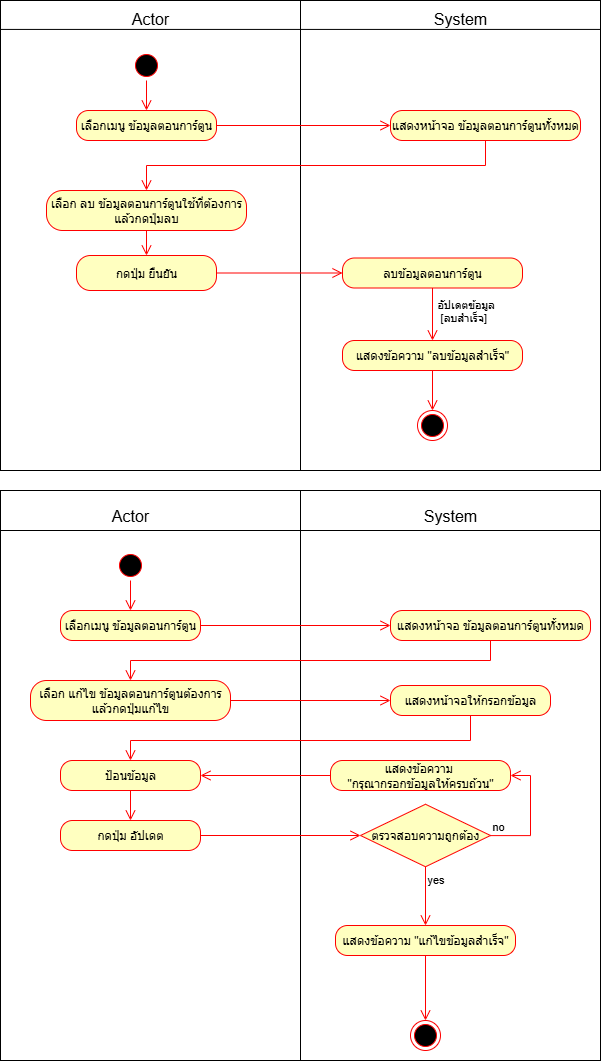 Actor
System
เลือกเมนู ข้อมูลตอนการ์ตูน
แสดงหน้าจอ ข้อมูลตอนการ์ตูนทั้งหมด
เลือก ลบ ข้อมูลตอนการ์ตูนใช้ที่ต้องการ
แล้วกดปุ่มลบ
กดปุ่ม ยืนยัน
ลบข้อมูลตอนการ์ตูน
อัปเดตข้อมูล
[ลบสำเร็จ]
แสดงข้อความ "ลบข้อมูลสำเร็จ"
Actor
System
เลือกเมนู ข้อมูลตอนการ์ตูน
แสดงหน้าจอ ข้อมูลตอนการ์ตูนทั้งหมด
เลือก แก้ไข ข้อมูลตอนการ์ตูนต้องการ
แล้วกดปุ่มแก้ไข
แสดงหน้าจอให้กรอกข้อมูล
ป้อนข้อมูล
แสดงข้อความ
"กรุณากรอกข้อมูลให้ครบถ้วน"
กดปุ่ม อัปเดต
ตรวจสอบความถูกต้อง
no
yes
แสดงข้อความ "แก้ไขข้อมูลสำเร็จ"